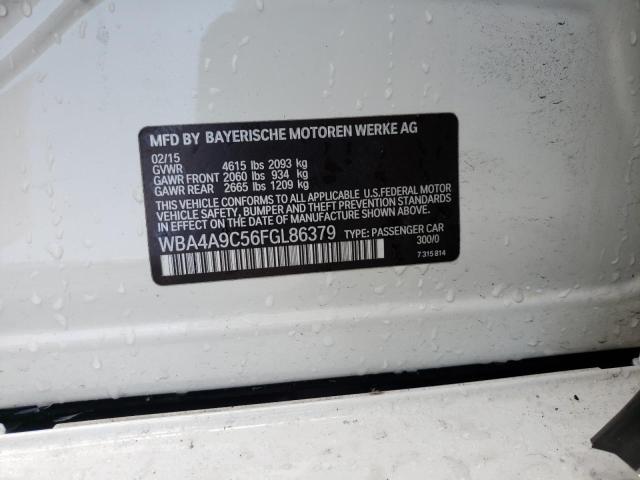 MFD BY BAYERISCHE MOTOREN WERKE AG
02/15
GVWR 4615 lbs 2093 kg
GAWR FRONT 2060 lbs 934 kg
GAWR REAR 2665 lbs 1209 kg
THIS VEHICLE CONFORMS TO ALL APPLICABLE U.S.FEDERAL MOTOR
VEHICLE SAFETY, BUMPER, AND THEFT PREVENTION STANDARDS
IN EFFECT ON THE DATE OF MANUFACTURE SHOWN ABOVE.
WBA4A9C56FGL86379 TYPE: PASSENGER CAR
300/0
7 315 814